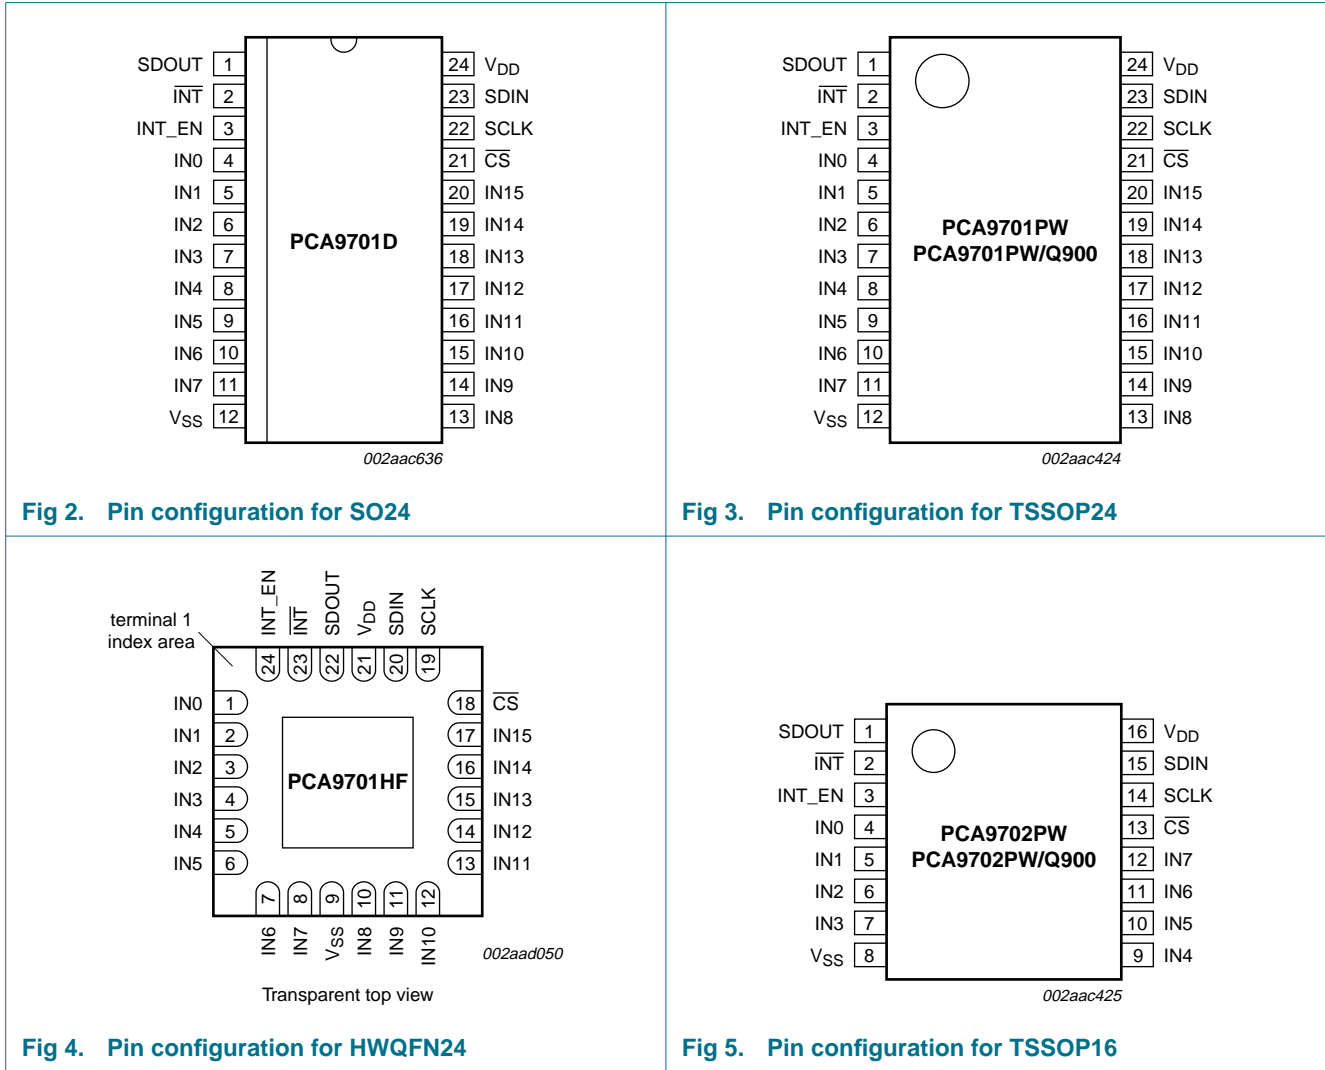 SDOUT 1
INT 2
INT_EN 3
IN0 4
IN1 5
IN2 6
IN3 7
IN4 8
IN5 9
IN6 10
IN7 11
VSS 12
PCA9701D
24 VDD
23 SDIN
22 SCLK
21 CS
20 IN15
19 IN14
18 IN13
17 IN12
16 IN11
15 IN10
14 IN9
13 IN8
002aac636
Fig 2. Pin configuration for SO24
SDOUT 1
INT 2
INT_EN 3
IN0 4
IN1 5
IN2 6
IN3 7
IN4 8
IN5 9
IN6 10
IN7 11
VSS 12
PCA9701PW
PCA9701PW/Q900
24 VDD
23 SDIN
22 SCLK
21 CS
20 IN15
19 IN14
18 IN13
17 IN12
16 IN11
15 IN10
14 IN9
13 IN8
002aac424
Fig 3. Pin configuration for TSSOP24
terminal 1
index area
INT_EN 24
INT 23
SDOUT 22
VDD 21
SDIN 20
SCLK 19
IN0 1
IN1 2
IN2 3
IN3 4
IN4 5
IN5 6
PCA9701HF
18 CS
17 IN15
16 IN14
15 IN13
14 IN12
13 IN11
IN6 7
IN7 8
VSS 9
IN8 10
IN9 11
IN10 12
002aad050
Transparent top view
Fig 4. Pin configuration for HWQFN24
SDOUT 1
INT 2
INT_EN 3
IN0 4
IN1 5
IN2 6
IN3 7
VSS 8
PCA9702PW
PCA9702PW/Q900
16 VDD
15 SDIN
14 SCLK
13 CS
12 IN7
11 IN6
10 IN5
9 IN4
002aac425
Fig 5. Pin configuration for TSSOP16